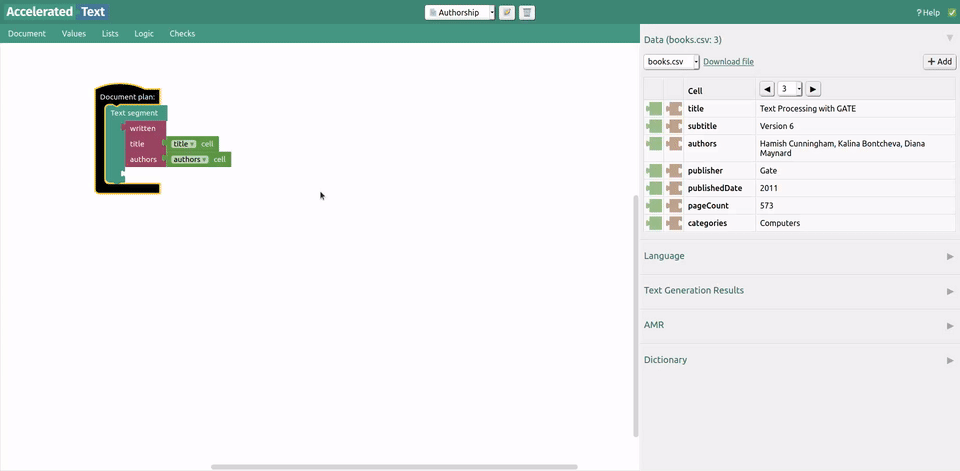 Accelerated Text
Authorship
? Help
Document Values Lists Logic Checks
Document plan:
Text segment
written
title title cell
authors authors cell
Data (books.csv: 3)
books.csv Download file + Add
Cell 3
title Text Processing with GATE
subtitle Version 6
authors Hamish Cunningham, Kalina Bontcheva, Diana
Maynard
publisher Gate
publishedDate 2011
pageCount 573
categories Computers
Language
Text Generation Results
AMR
Dictionary